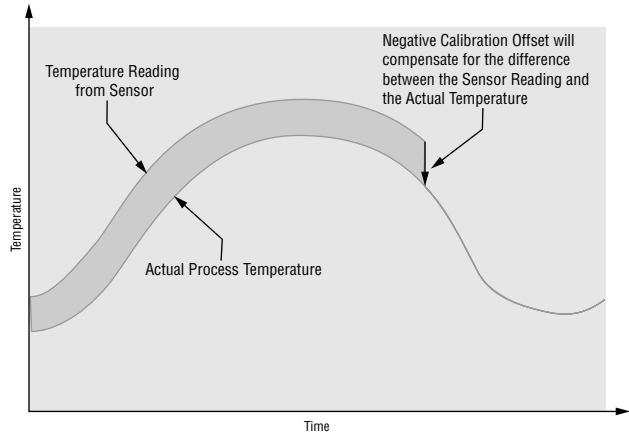 Negative Calibration Offset will
compensate for the difference
between the Sensor Reading and
the Actual Temperature
Temperature Reading
from Sensor
Actual Process Temperature
Temperature
Time